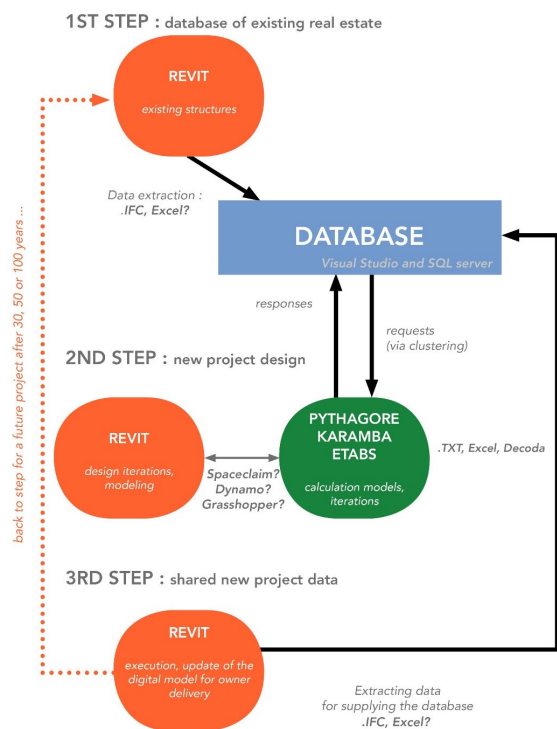 1ST STEP : database of existing real estate
REVIT
existing structures
Data extraction :
.IFC, Excel?
DATABASE
Visual Studio and SQL server
responses
requests
(via clustering)
2ND STEP : new project design
REVIT
design iterations,
modeling
Spaceclaim?
Dynamo?
Grasshopper?
PYTHAGORE
KARAMBA
ETABS
calculation models,
iterations
.TXT, Excel, Decoda
back to step for a future project after 30, 50 or 100 years ...
3RD STEP : shared new project data
REVIT
execution, update of the
digital model for owner
delivery
Extracting data
for supplying the database
.IFC, Excel?